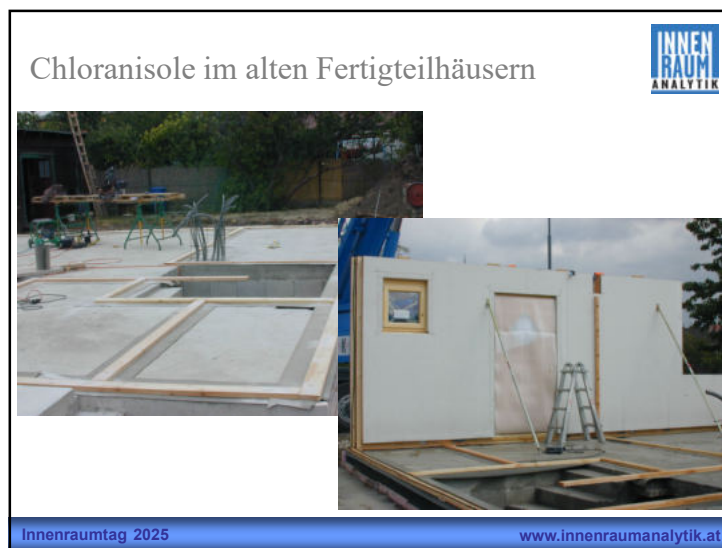 Chloranisole im alten Fertigteilhäusern
INNEN
RAUM
ANALYTIK
Innenraumtag 2025
www.innenraumanalytik.at